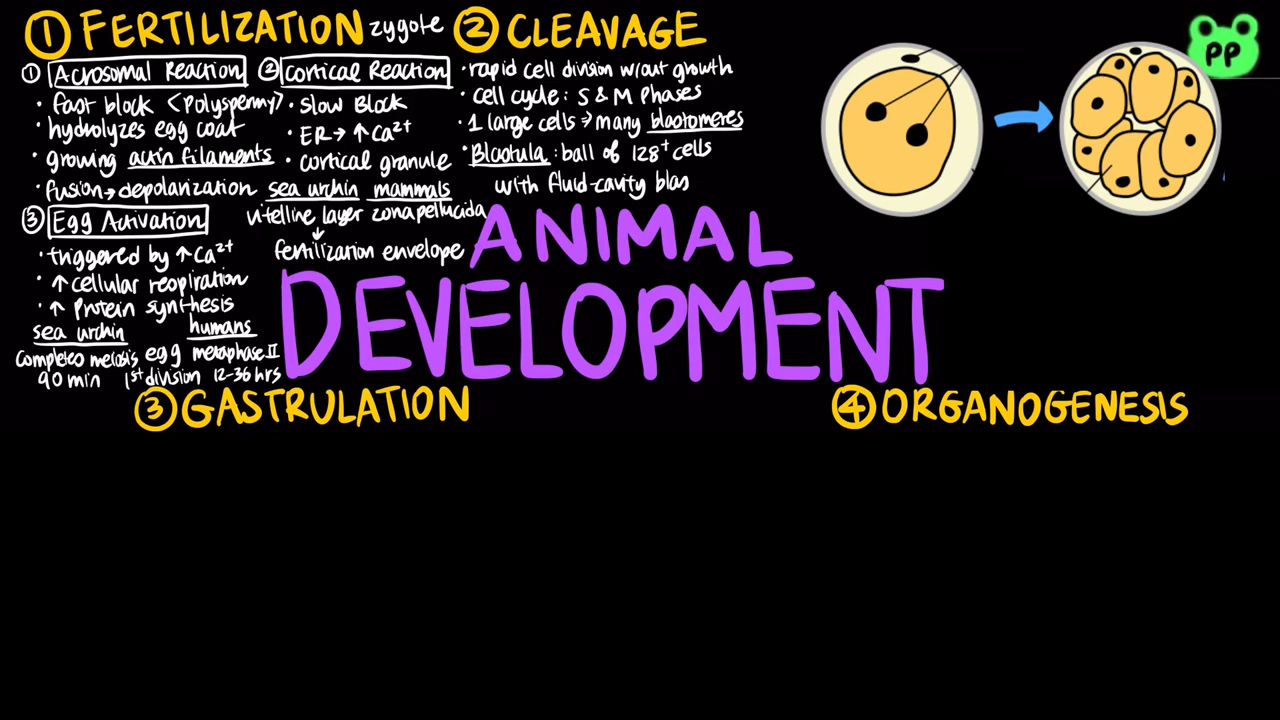 ① FERTILIZATION zygote
① Acrosomal Reaction
• fast block (polyspermy)
• hydrolyzes egg coat
• growing actin filaments
• fusion → depolarization
② Cortical Reaction
• slow Block
• ER → ↑ Ca²⁺
• cortical granule
sea urchin mammals
vitelline layer zona pellucida
↓
fertilization envelope
③ Egg Activation
• triggered by ↑ Ca²⁺
• ↑ cellular respiration
• ↑ Protein synthesis
sea urchin humans
completes meiosis egg metaphase II
90 min 1st division 12-36 hrs
② CLEAVAGE
• rapid cell division w/out growth
• cell cycle: S & M Phases
• 1 large cells → many blastomeres
• Blastula: ball of 128⁺ cells
with fluid-cavity blas
PP
ANIMAL
DEVELOPMENT
③ GASTRULATION
④ ORGANOGENESIS